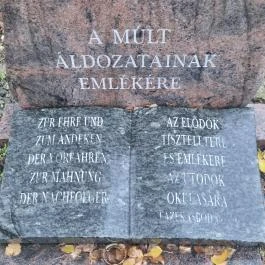 A MÚLT
ÁLDOZATAINAK
EMLÉKÉRE
ZUR EHRE UND
ZUM ANDEKEN
DER VORFAHREN,
ZUR MAHNUNG
DER NACHFOLGER
AZ ELŐDÖK
TISZTELETÉRE
ÉS EMLÉKÉRE
AZ UTÓDOK
OKULÁSÁRA